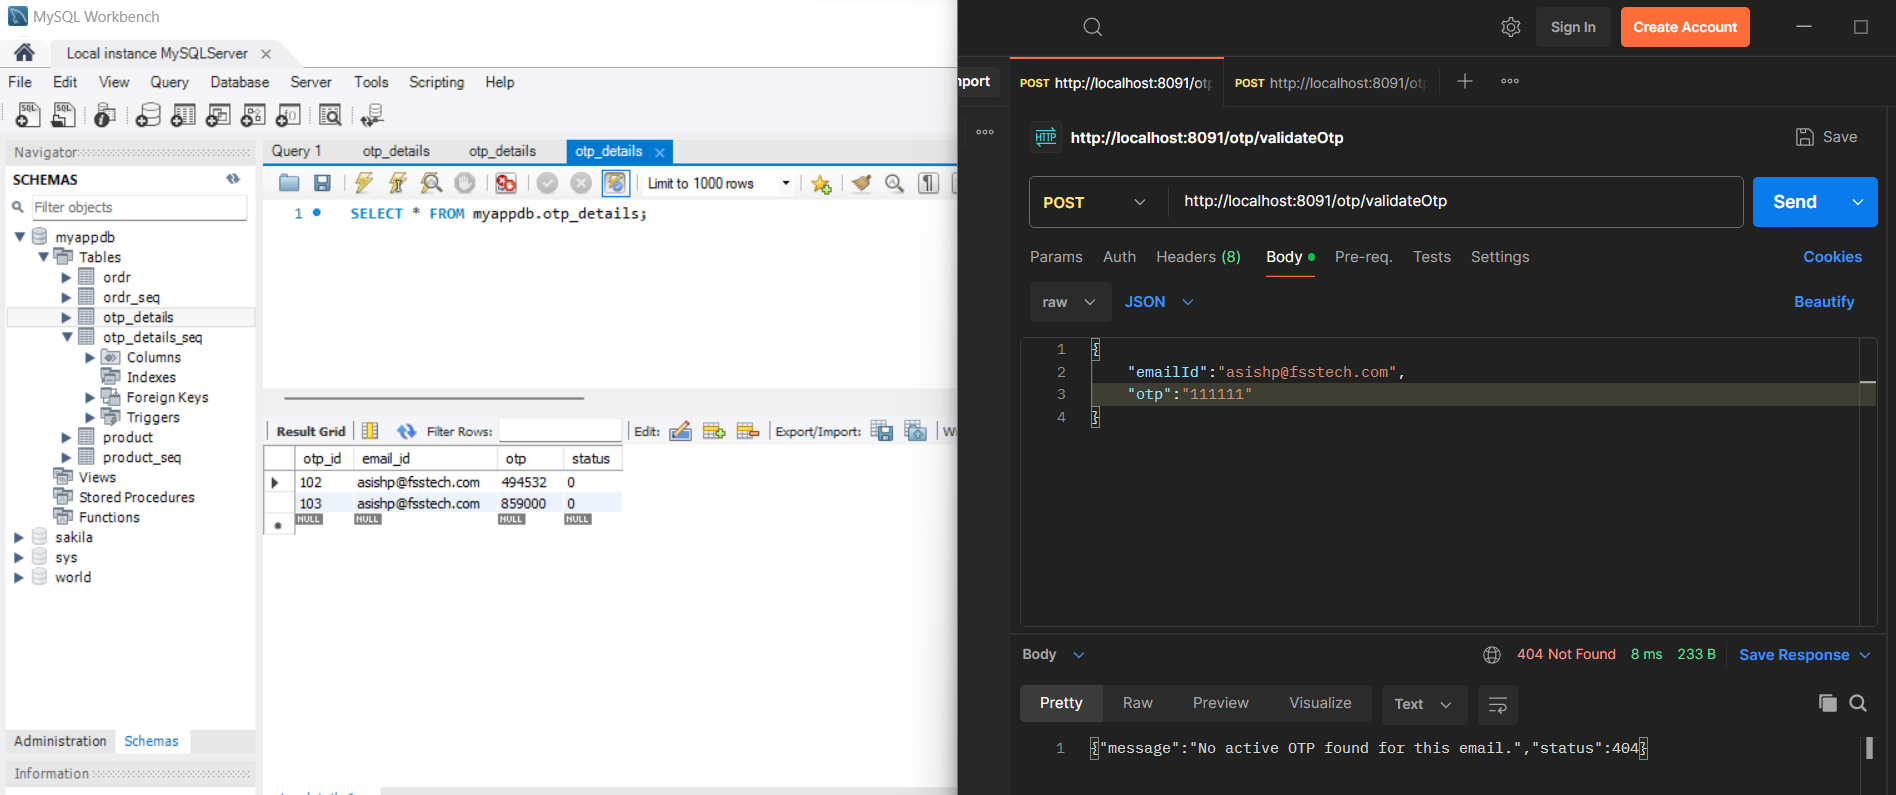 MySQL Workbench
Local instance MySQLServer
File Edit View Query Database Server Tools Scripting Help
Navigator
SCHEMAS
Filter objects
myappdb
Tables
ordr
ordr_seq
otp_details
otp_details_seq
Columns
Indexes
Foreign Keys
Triggers
product
product_seq
Views
Stored Procedures
Functions
sakila
sys
world
Administration Schemas
Information
Query 1 otp_details otp_details otp_details
Limit to 1000 rows
1 SELECT * FROM myappdb.otp_details;
Result Grid Filter Rows: Edit: Export/Import:
otp_id email_id otp status
102 asishp@fsstech.com 494532 0
103 asishp@fsstech.com 859000 0
NULL NULL NULL NULL
Sign In Create Account
port POST http://localhost:8091/otp POST http://localhost:8091/ot
HTTP http://localhost:8091/otp/validateOtp Save
POST http://localhost:8091/otp/validateOtp Send
Params Auth Headers (8) Body Pre-req. Tests Settings Cookies
raw JSON Beautify
1 {
2 "emailId":"asishp@fsstech.com",
3 "otp":"111111"
4 }
Body 404 Not Found 8 ms 233 B Save Response
Pretty Raw Preview Visualize Text
1 {"message":"No active OTP found for this email.","status":404}